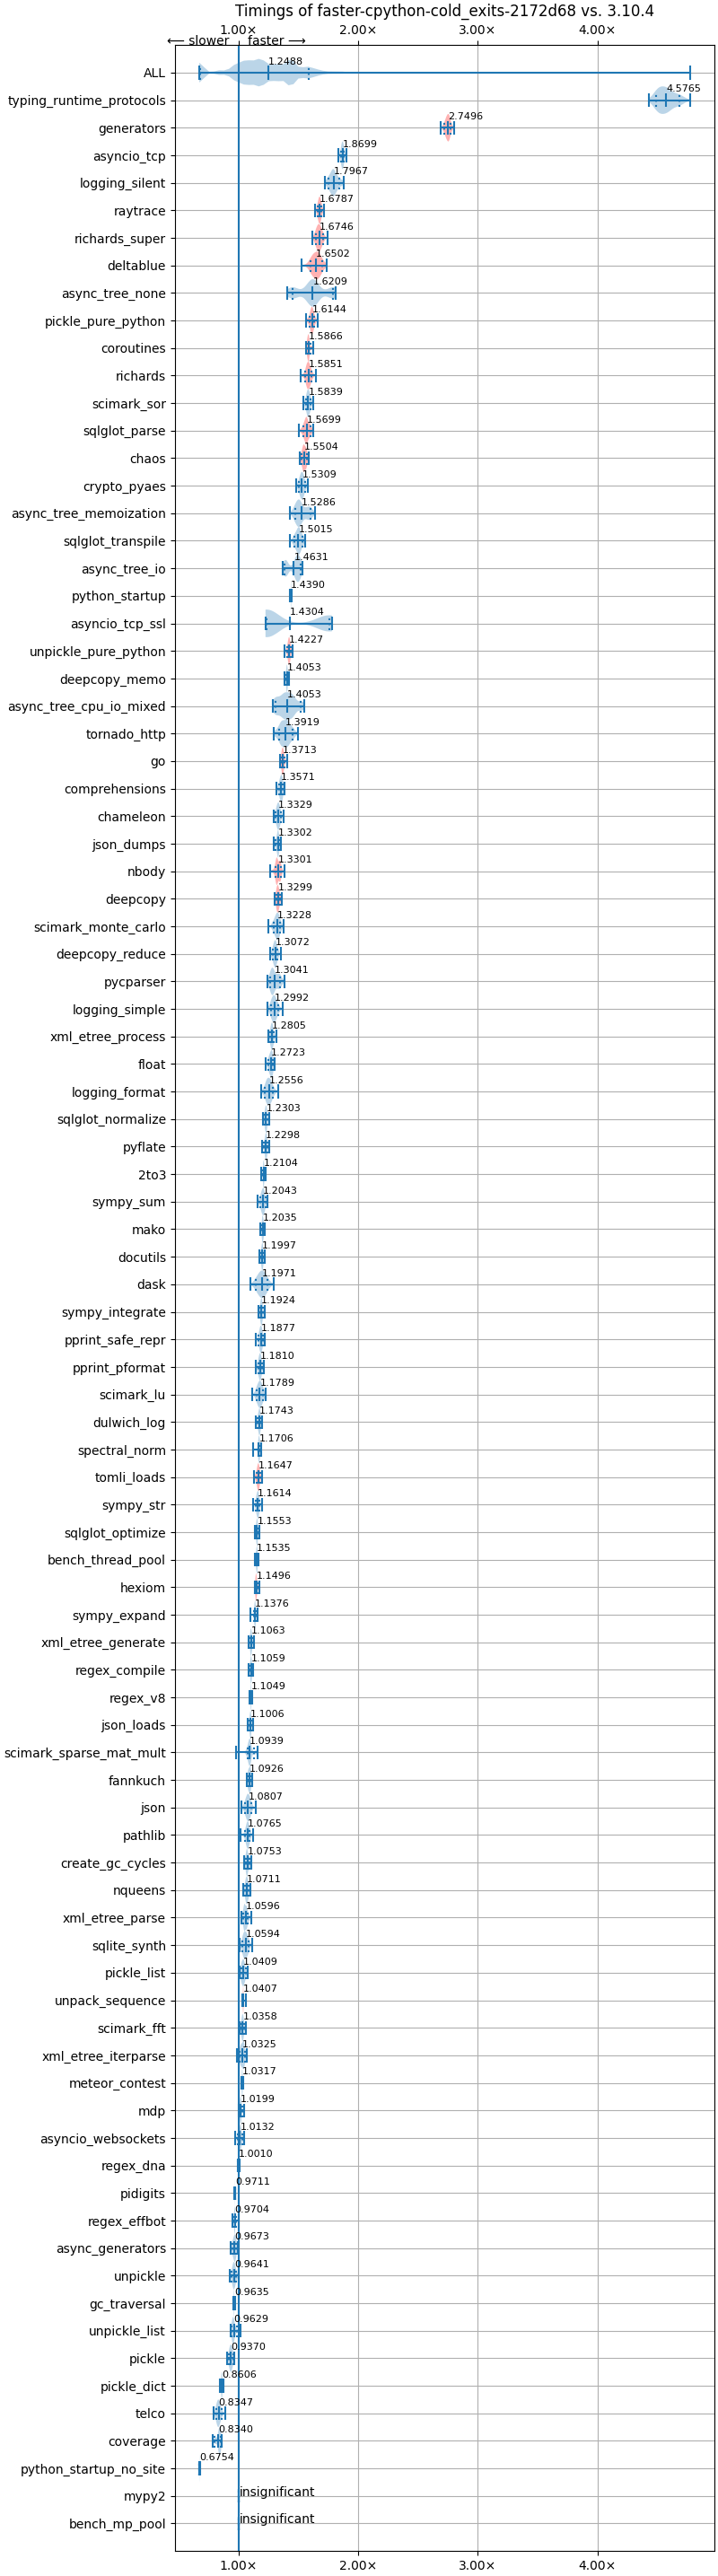 Timings of faster-cpython-cold_exits-2172d68 vs. 3.10.4
1.00× 2.00× 3.00× 4.00×
⟵ slower faster ⟶
ALL 1.2488
typing_runtime_protocols 4.5765
generators 2.7496
asyncio_tcp 1.8699
logging_silent 1.7967
raytrace 1.6787
richards_super 1.6746
deltablue 1.6502
async_tree_none 1.6209
pickle_pure_python 1.6144
coroutines 1.5866
richards 1.5851
scimark_sor 1.5839
sqlglot_parse 1.5699
chaos 1.5504
crypto_pyaes 1.5309
async_tree_memoization 1.5286
sqlglot_transpile 1.5015
async_tree_io 1.4631
python_startup 1.4390
asyncio_tcp_ssl 1.4304
unpickle_pure_python 1.4227
deepcopy_memo 1.4053
async_tree_cpu_io_mixed 1.4053
tornado_http 1.3919
go 1.3713
comprehensions 1.3571
chameleon 1.3329
json_dumps 1.3302
nbody 1.3301
deepcopy 1.3299
scimark_monte_carlo 1.3228
deepcopy_reduce 1.3072
pycparser 1.3041
logging_simple 1.2992
xml_etree_process 1.2805
float 1.2723
logging_format 1.2556
sqlglot_normalize 1.2303
pyflate 1.2298
2to3 1.2104
sympy_sum 1.2043
mako 1.2035
docutils 1.1997
dask 1.1971
sympy_integrate 1.1924
pprint_safe_repr 1.1877
pprint_pformat 1.1810
scimark_lu 1.1789
dulwich_log 1.1743
spectral_norm 1.1706
tomli_loads 1.1647
sympy_str 1.1614
sqlglot_optimize 1.1553
bench_thread_pool 1.1535
hexiom 1.1496
sympy_expand 1.1376
xml_etree_generate 1.1063
regex_compile 1.1059
regex_v8 1.1049
json_loads 1.1006
scimark_sparse_mat_mult 1.0939
fannkuch 1.0926
json 1.0807
pathlib 1.0765
create_gc_cycles 1.0753
nqueens 1.0711
xml_etree_parse 1.0596
sqlite_synth 1.0594
pickle_list 1.0409
unpack_sequence 1.0407
scimark_fft 1.0358
xml_etree_iterparse 1.0325
meteor_contest 1.0317
mdp 1.0199
asyncio_websockets 1.0132
regex_dna 1.0010
pidigits 0.9711
regex_effbot 0.9704
async_generators 0.9673
unpickle 0.9641
gc_traversal 0.9635
unpickle_list 0.9629
pickle 0.9370
pickle_dict 0.8606
telco 0.8347
coverage 0.8340
python_startup_no_site 0.6754
mypy2 insignificant
bench_mp_pool insignificant
1.00× 2.00× 3.00× 4.00×